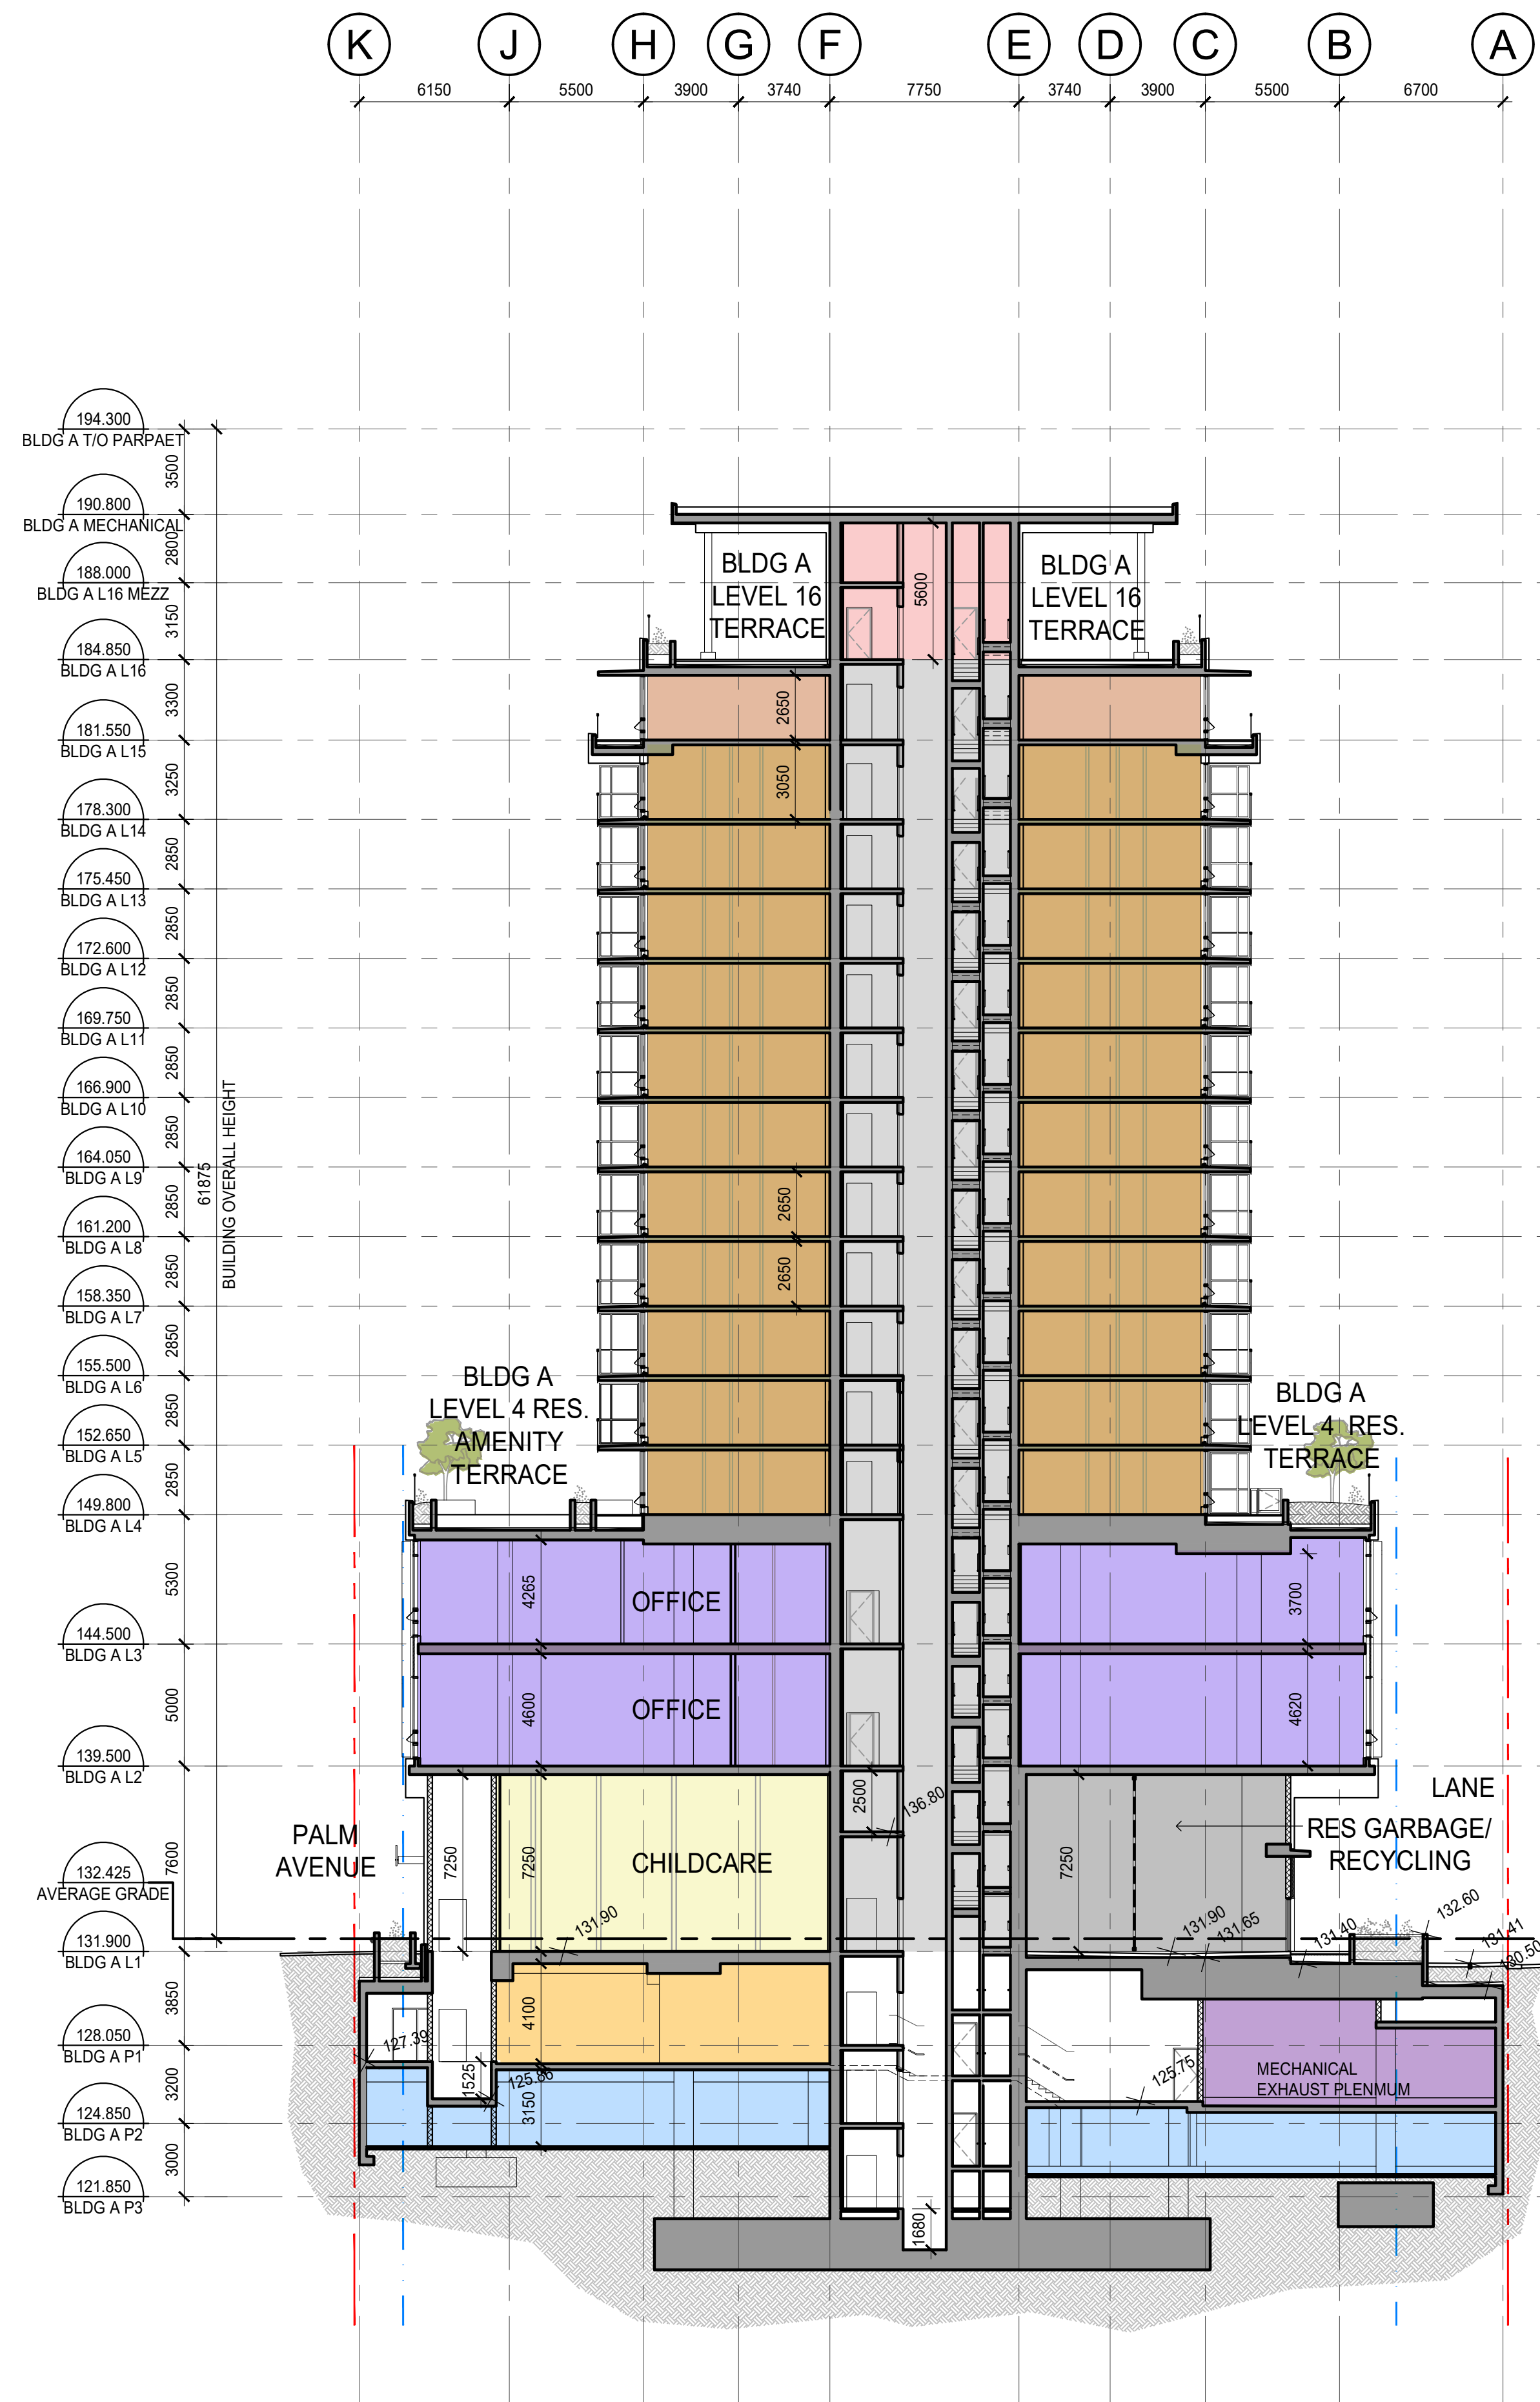 K J H G F E D C B A
6150 5500 3900 3740 7750 3740 3900 5500 6700
194.300
BLDG A T/O PARPAET
3500
190.800
BLDG A MECHANICAL
2800
188.000
BLDG A L16 MEZZ
3150
184.850
BLDG A L16
3300
181.550
BLDG A L15
3250
178.300
BLDG A L14
2850
175.450
BLDG A L13
2850
172.600
BLDG A L12
2850
169.750
BLDG A L11
2850
166.900
BLDG A L10
2850
164.050
BLDG A L9
2850
161.200
BLDG A L8
2850
158.350
BLDG A L7
2850
155.500
BLDG A L6
2850
152.650
BLDG A L5
2850
149.800
BLDG A L4
5300
144.500
BLDG A L3
5000
139.500
BLDG A L2
7600
132.425
AVERAGE GRADE
131.900
BLDG A L1
3850
128.050
BLDG A P1
3200
124.850
BLDG A P2
3000
121.850
BLDG A P3
61875
BUILDING OVERALL HEIGHT
BLDG A
LEVEL 16
TERRACE
5600
BLDG A
LEVEL 16
TERRACE
2650
3050
2650
2650
BLDG A
LEVEL 4 RES.
AMENITY
TERRACE
BLDG A
LEVEL 4 RES.
TERRACE
4265
OFFICE
3700
4600
OFFICE
4620
2500
136.80
LANE
PALM
AVENUE
7250
7250
CHILDCARE
7250
RES GARBAGE/
RECYCLING
131.90
131.90
131.65
131.40
132.60
131.41
130.50
4100
127.39
1525
125.86
3150
125.75
MECHANICAL
EXHAUST PLENMUM
1680